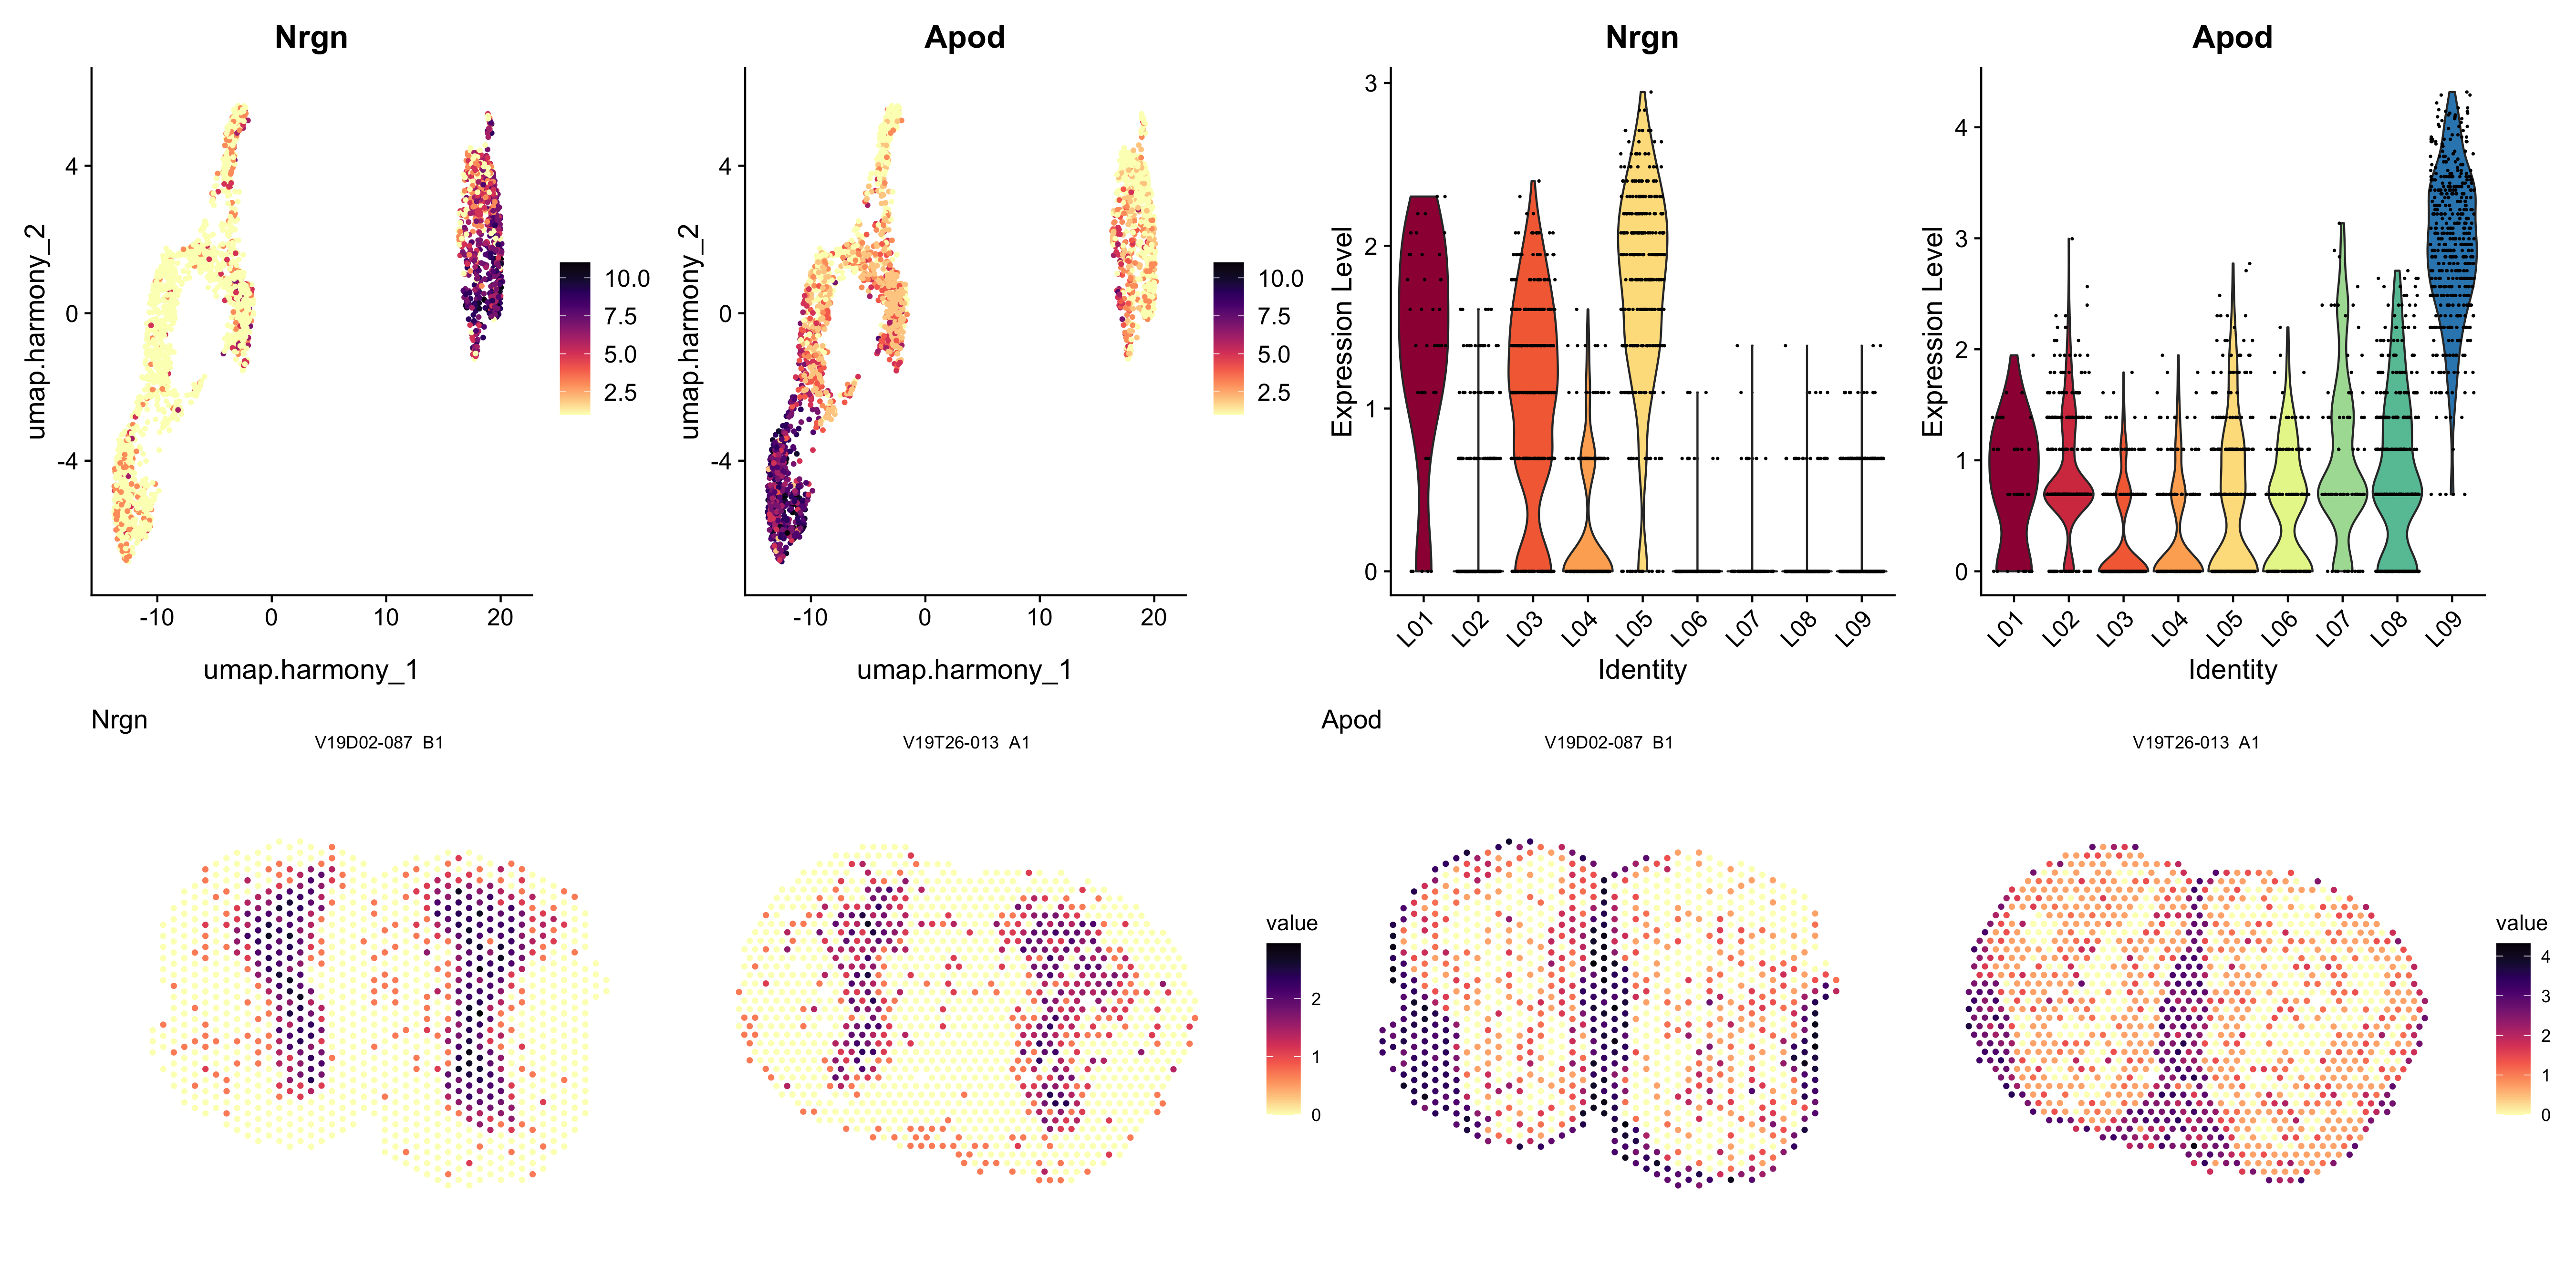 Nrgn
Apod
Nrgn
Apod
umap.harmony_2
4
0
-4
-10
0
10
20
umap.harmony_1
10.0
7.5
5.0
2.5
umap.harmony_2
4
0
-4
-10
0
10
20
umap.harmony_1
10.0
7.5
5.0
2.5
Expression Level
3
2
1
0
L01
L02
L03
L04
L05
L06
L07
L08
L09
Identity
Expression Level
4
3
2
1
0
L01
L02
L03
L04
L05
L06
L07
L08
L09
Identity
Nrgn
V19D02-087 B1
V19T26-013 A1
value
2
1
0
Apod
V19D02-087 B1
V19T26-013 A1
value
4
3
2
1
0